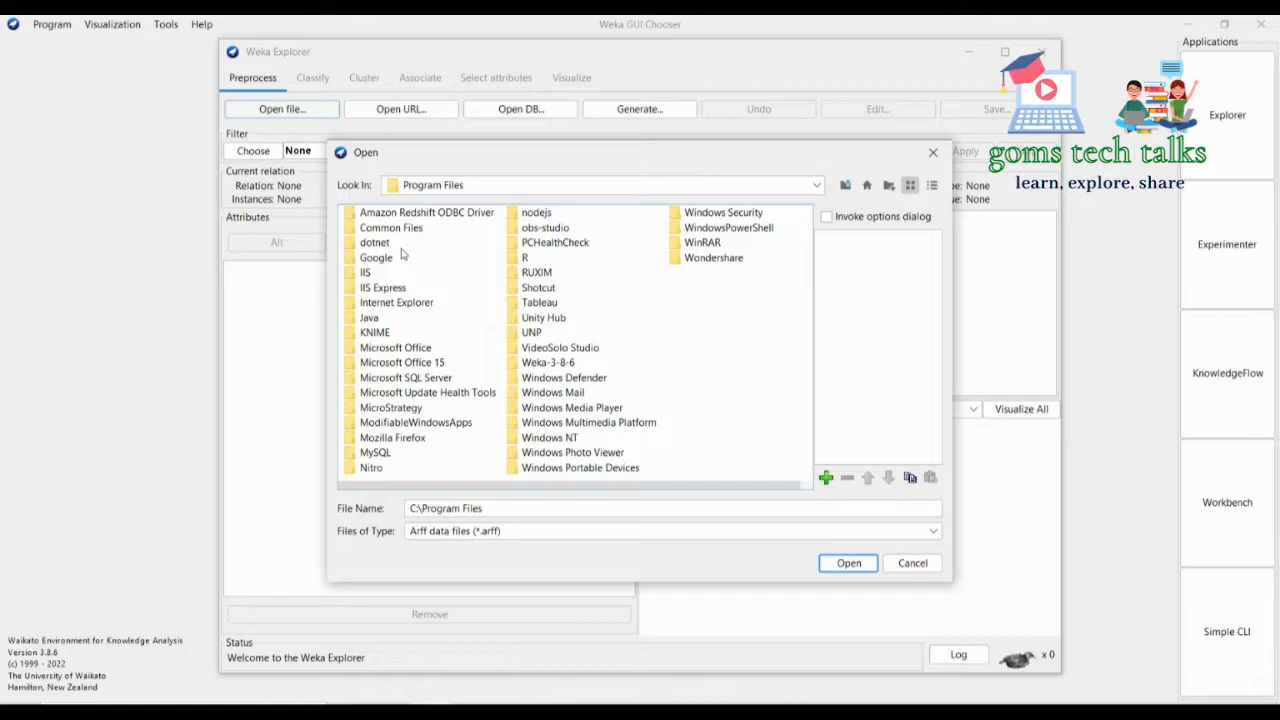 Program Visualization Tools Help
Weka GUI Chooser
Applications
Weka Explorer
Preprocess Classify Cluster Associate Select attributes Visualize
Open file... Open URL... Open DB... Generate... Undo Edit... Save...
Filter
Choose None
Apply
Current relation
Relation: None
Instances: None
Attributes
All
Open
Look In: Program Files
Amazon Redshift ODBC Driver
Common Files
dotnet
Google
IIS
IIS Express
Internet Explorer
Java
KNIME
Microsoft Office
Microsoft Office 15
Microsoft SQL Server
Microsoft Update Health Tools
MicroStrategy
ModifiableWindowsApps
Mozilla Firefox
MySQL
Nitro
nodejs
obs-studio
PCHealthCheck
R
RUXIM
Shotcut
Tableau
Unity Hub
UNP
VideoSolo Studio
Weka-3-8-6
Windows Defender
Windows Mail
Windows Media Player
Windows Multimedia Platform
Windows NT
Windows Photo Viewer
Windows Portable Devices
Windows Security
WindowsPowerShell
WinRAR
Wondershare
Invoke options dialog
File Name: C:\Program Files
Files of Type: Arff data files (*.arff)
Open Cancel
None
None
Visualize All
goms tech talks
learn, explore, share
Explorer
Experimenter
KnowledgeFlow
Workbench
Simple CLI
Remove
Status
Welcome to the Weka Explorer
Log x 0
Waikato Environment for Knowledge Analysis
Version 3.8.6
(c) 1999 - 2022
The University of Waikato
Hamilton, New Zealand